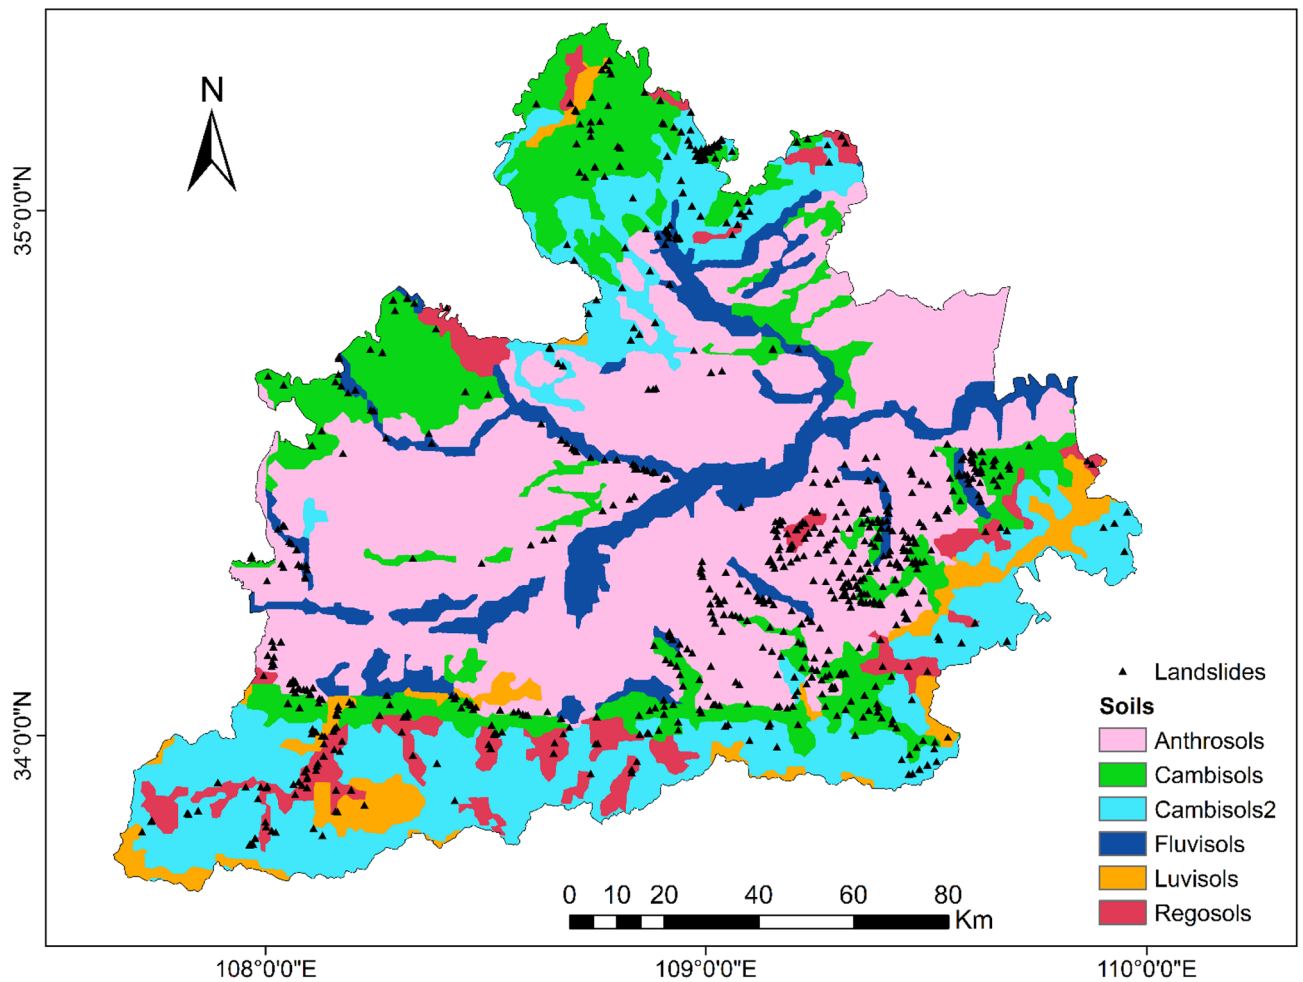 N
35°0'0"N
34°0'0"N
Landslides
Soils
Anthrosols
Cambisols
Cambisols2
Fluvisols
Luvisols
Regosols
0 10 20 40 60 80
Km
108°0'0"E 109°0'0"E 110°0'0"E